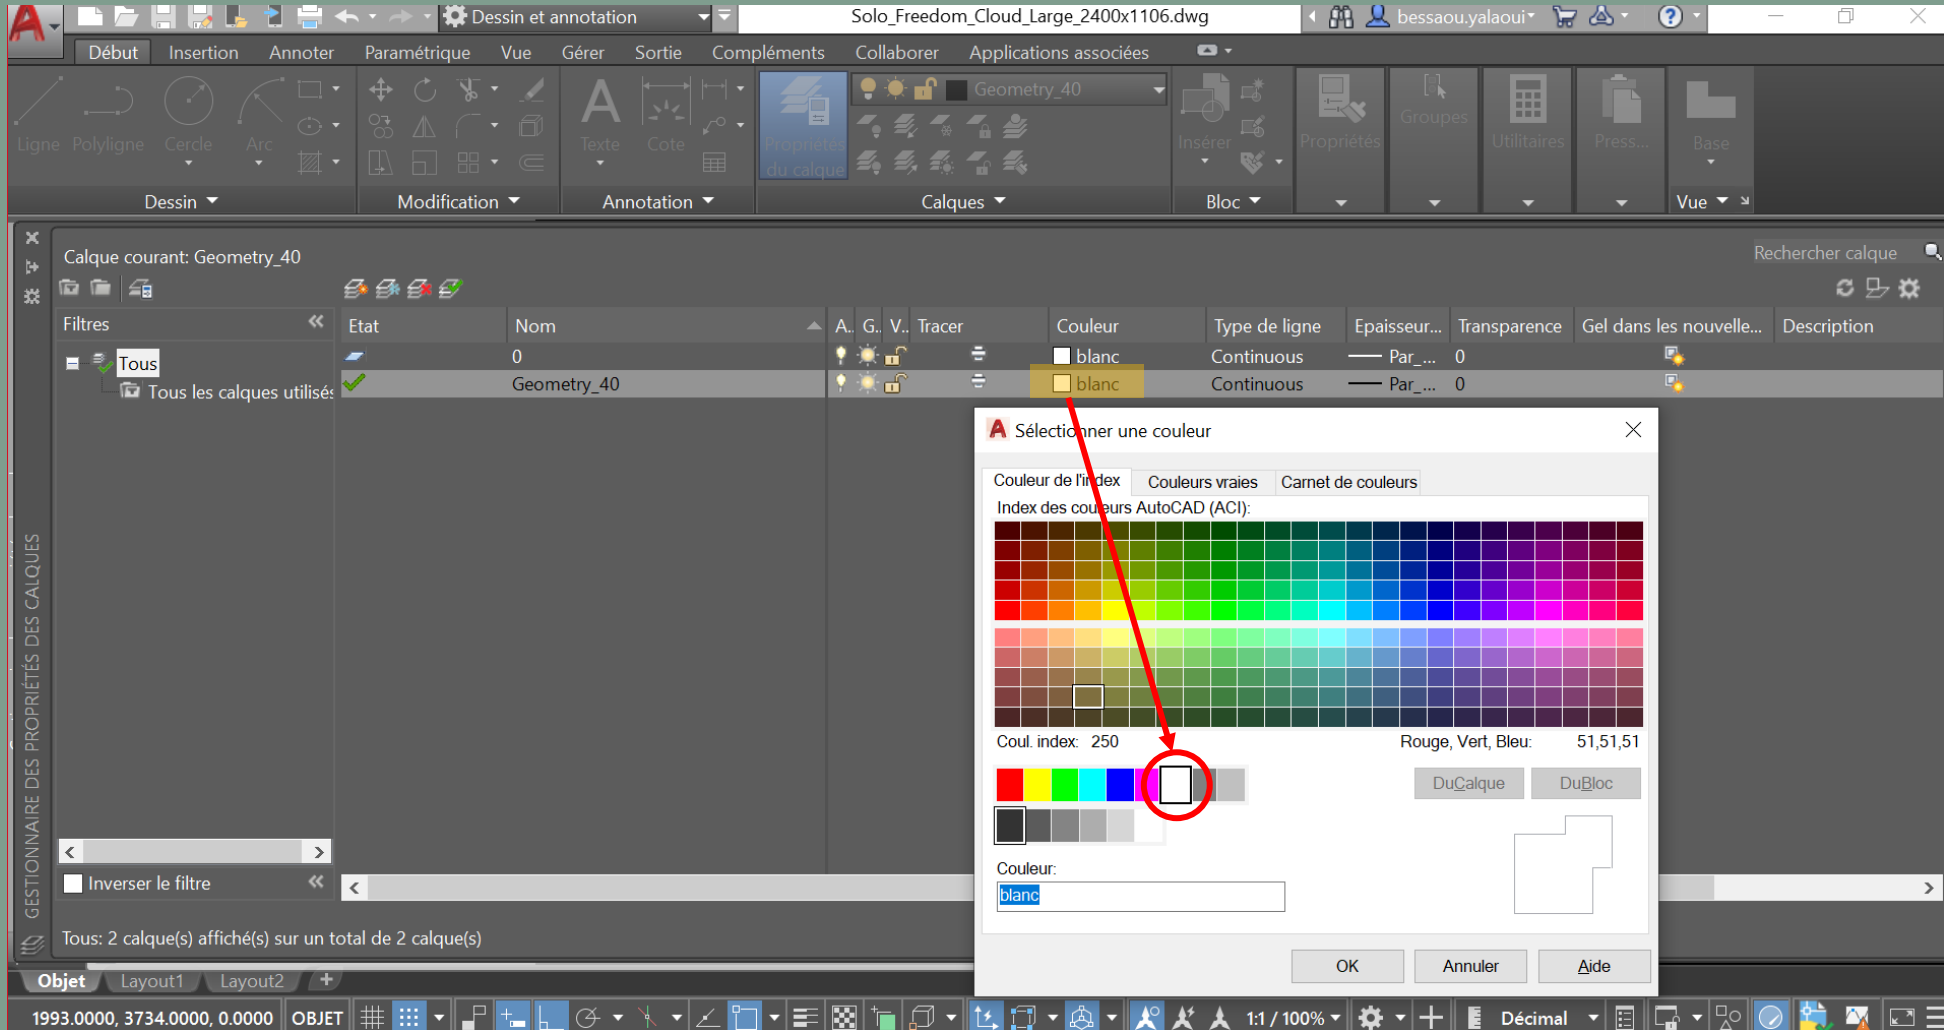 Dessin et annotation
Solo_Freedom_Cloud_Large_2400x1106.dwg
bessaou.yalaoui
Début Insertion Annoter Paramétrique Vue Gérer Sortie Compléments Collaborer Applications associées
Geometry_40
Ligne Polyligne Cercle Arc
Texte Cote
Propriétés
du calque
Insérer
Propriétés
Groupes
Utilitaires
Press...
Base
Dessin Modification Annotation Calques Bloc Vue
Calque courant: Geometry_40
Rechercher calque
Filtres
Etat Nom A.. G.. V.. Tracer Couleur Type de ligne Epaisseur... Transparence Gel dans les nouvelle... Description
Tous
Tous les calques utilisés
0 blanc Continuous Par_... 0
Geometry_40 blanc Continuous Par_... 0
Sélectionner une couleur
Couleur de l'index Couleurs vraies Carnet de couleurs
Index des couleurs AutoCAD (ACI):
Coul. index: 250
Rouge, Vert, Bleu: 51,51,51
DuCalque DuBloc
Couleur:
blanc
OK Annuler Aide
Inverser le filtre
GESTIONNAIRE DES PROPRIÉTÉS DES CALQUES
Tous: 2 calque(s) affiché(s) sur un total de 2 calque(s)
Objet Layout1 Layout2 +
1993.0000, 3734.0000, 0.0000 OBJET
1:1 / 100%
Décimal